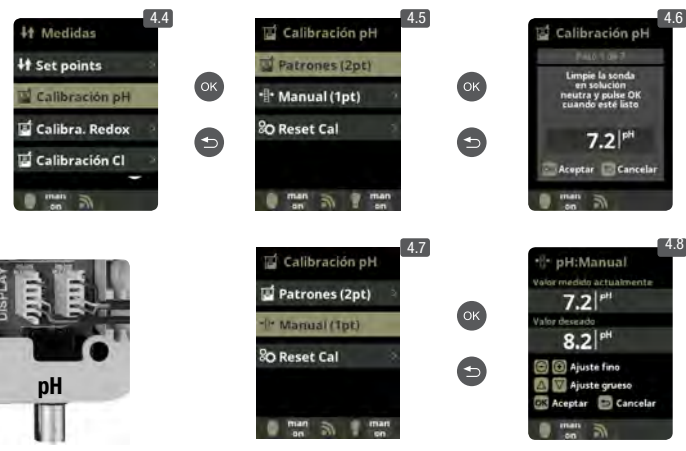 4.4
Medidas
Set points
Calibración pH
Calibra. Redox
Calibración Cl
man
on
OK
4.5
Calibración pH
Patrones (2pt)
Manual (1pt)
Reset Cal
man
on
man
on
OK
4.6
Calibración pH
Paso 1 de 7
Limpie la sonda
en solución
neutra y pulse OK
cuando esté listo
7.2 pH
Aceptar Cancelar
man
on
DISPLAY
pH
4.7
Calibración pH
Patrones (2pt)
Manual (1pt)
Reset Cal
man
on
man
on
OK
4.8
pH:Manual
Valor medido actualmente
7.2 pH
Valor deseado
8.2 pH
Ajuste fino
Ajuste grueso
OK Aceptar Cancelar
man
on